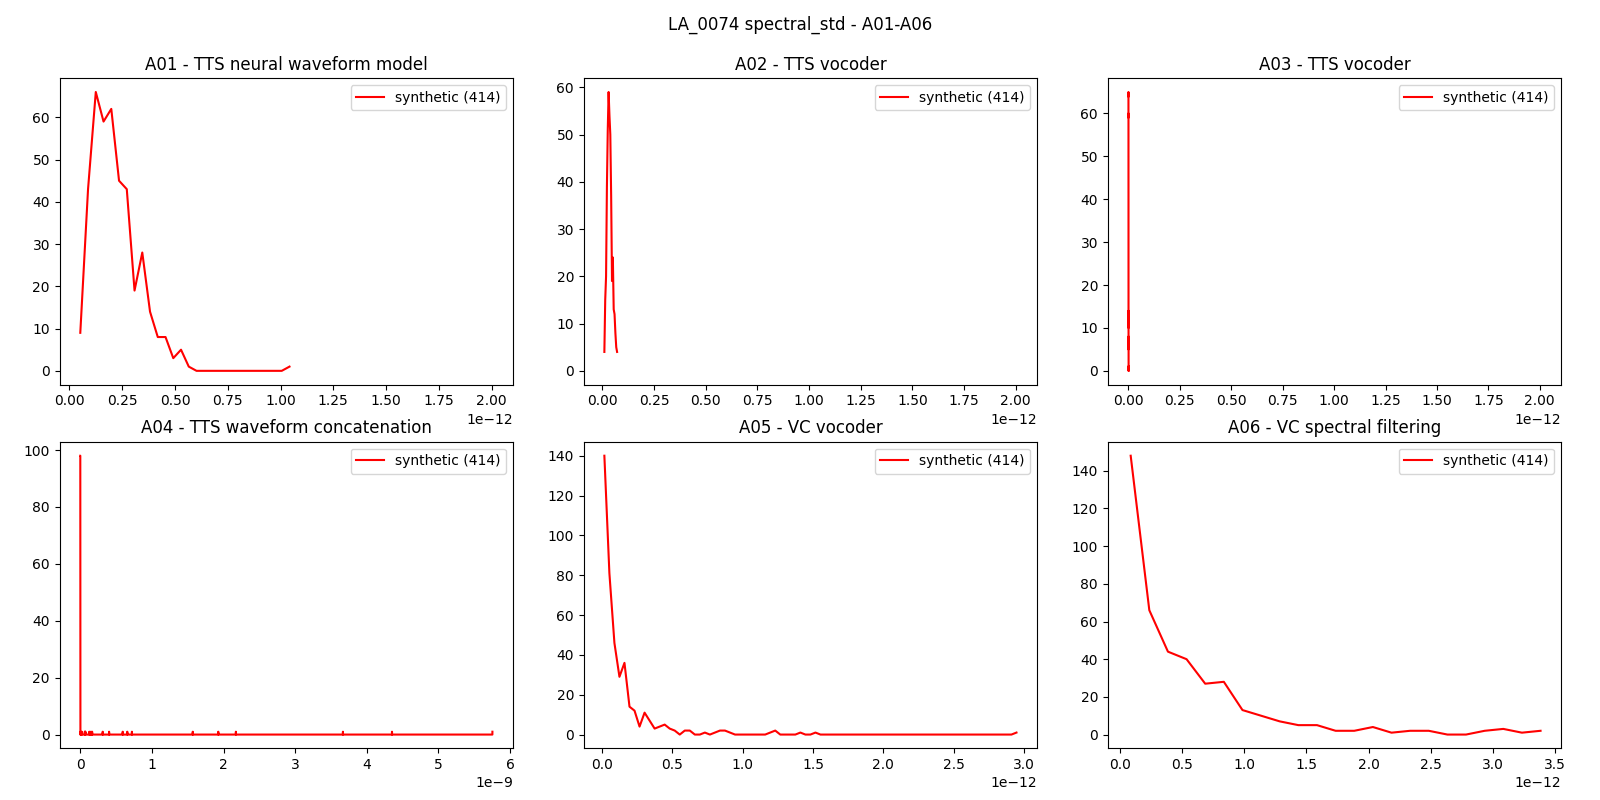 LA_0074 spectral_std - A01-A06
A01 - TTS neural waveform model
synthetic (414)
60
50
40
30
20
10
0
0.00 0.25 0.50 0.75 1.00 1.25 1.50 1.75 2.00
1e−12
A02 - TTS vocoder
synthetic (414)
60
50
40
30
20
10
0
0.00 0.25 0.50 0.75 1.00 1.25 1.50 1.75 2.00
1e−12
A03 - TTS vocoder
synthetic (414)
60
50
40
30
20
10
0
0.00 0.25 0.50 0.75 1.00 1.25 1.50 1.75 2.00
1e−12
A04 - TTS waveform concatenation
synthetic (414)
100
80
60
40
20
0
0 1 2 3 4 5 6
1e−9
A05 - VC vocoder
synthetic (414)
140
120
100
80
60
40
20
0
0.0 0.5 1.0 1.5 2.0 2.5 3.0
1e−12
A06 - VC spectral filtering
synthetic (414)
140
120
100
80
60
40
20
0
0.0 0.5 1.0 1.5 2.0 2.5 3.0 3.5
1e−12